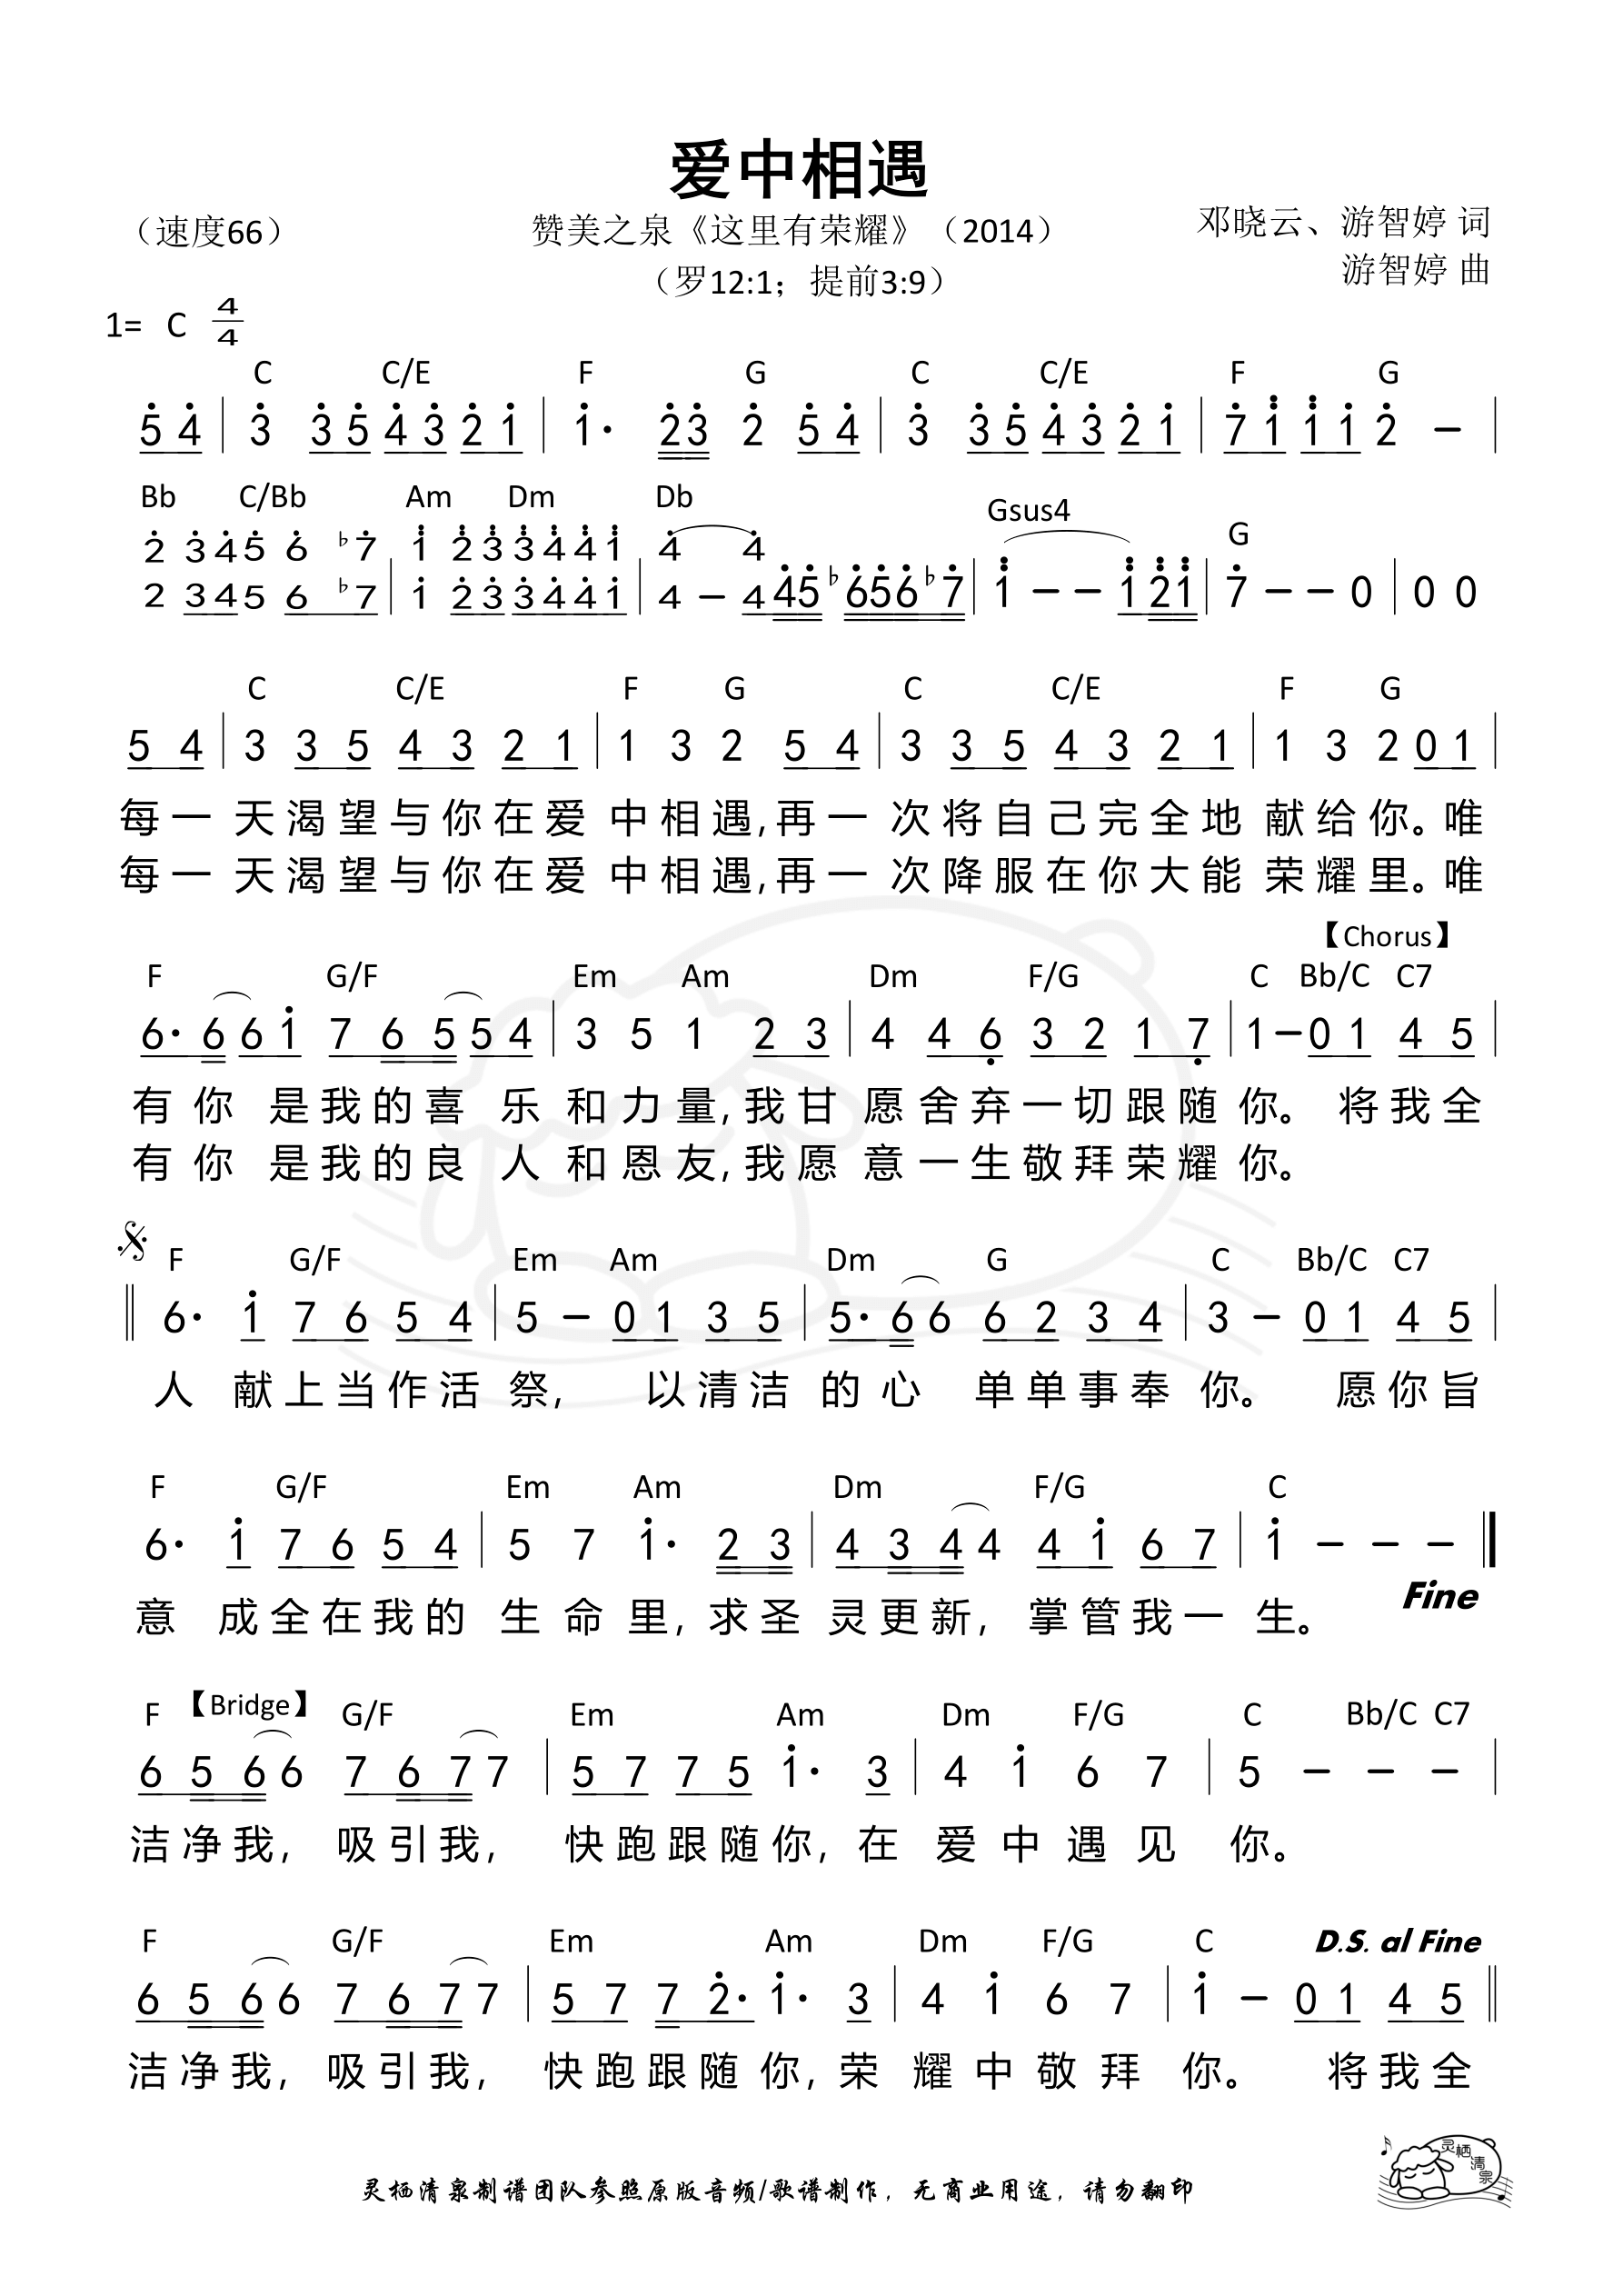 爱中相遇
（速度66）
赞美之泉《这里有荣耀》（2014）
邓晓云、游智婷 词
（罗12:1；提前3:9）
游智婷 曲
1= C 4/4
C C/E F G C C/E F G
5 4 | 3 3 5 4 3 2 1 | 1· 2 3 2 5 4 | 3 3 5 4 3 2 1 | 7 1 1 1 2 − |
Bb C/Bb Am Dm Db Gsus4 G
2 3 4 5 6 ♭7 | 1 2 3 3 4 4 1 | 4 4
2 3 4 5 6 ♭7 | 1 2 3 3 4 4 1 | 4 − 4 4 5 ♭6 5 6 ♭7 | 1 − − 1 2 1 | 7 − − 0 | 0 0
C C/E F G C C/E F G
5 4 | 3 3 5 4 3 2 1 | 1 3 2 5 4 | 3 3 5 4 3 2 1 | 1 3 2 0 1 |
每一天渴望与你在爱中相遇,再一次将自己完全地献给你。唯
每一天渴望与你在爱中相遇,再一次降服在你大能荣耀里。唯
【Chorus】
F G/F Em Am Dm F/G C Bb/C C7
6· 6 6 1 7 6 5 5 4 | 3 5 1 2 3 | 4 4 6 3 2 1 7 | 1 − 0 1 4 5 |
有你是我的喜乐和力量,我甘愿舍弃一切跟随你。将我全
有你是我的良人和恩友,我愿意一生敬拜荣耀你。
F G/F Em Am Dm G C Bb/C C7
6· 1 7 6 5 4 | 5 − 0 1 3 5 | 5· 6 6 6 2 3 4 | 3 − 0 1 4 5 |
人献上当作活祭,以清洁的心单单事奉你。愿你旨
F G/F Em Am Dm F/G C
6· 1 7 6 5 4 | 5 7 1· 2 3 | 4 3 4 4 4 1 6 7 | 1 − − −
Fine
意成全在我的生命里,求圣灵更新,掌管我一生。
F 【Bridge】 G/F Em Am Dm F/G C Bb/C C7
6 5 6 6 7 6 7 7 | 5 7 7 5 1· 3 | 4 1 6 7 | 5 − − − |
洁净我,吸引我,快跑跟随你,在爱中遇见你。
F G/F Em Am Dm F/G C D.S. al Fine
6 5 6 6 7 6 7 7 | 5 7 7 2· 1· 3 | 4 1 6 7 | 1 − 0 1 4 5
洁净我,吸引我,快跑跟随你,荣耀中敬拜你。将我全
灵栖清泉
灵栖清泉制谱团队参照原版音频/歌谱制作，无商业用途，请勿翻印